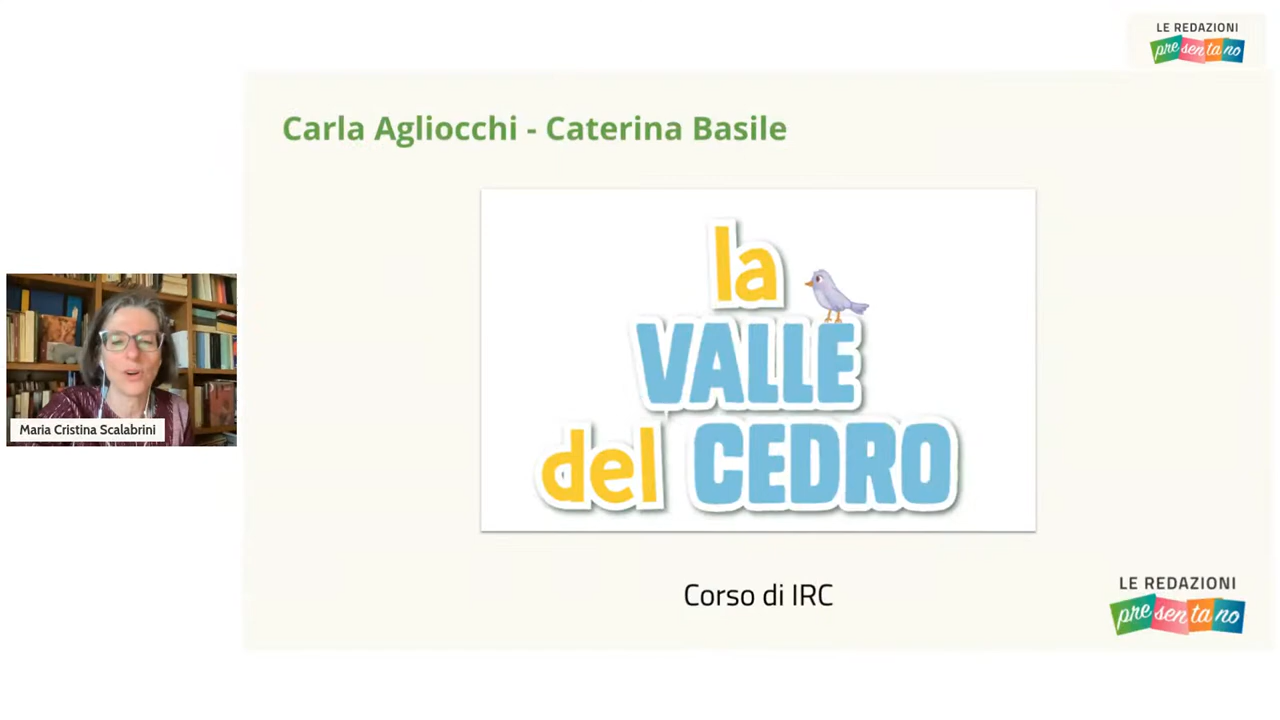 LE REDAZIONI
presentano
Carla Agliocchi - Caterina Basile
la
VALLE
del CEDRO
Maria Cristina Scalabrini
Corso di IRC
LE REDAZIONI
presentano